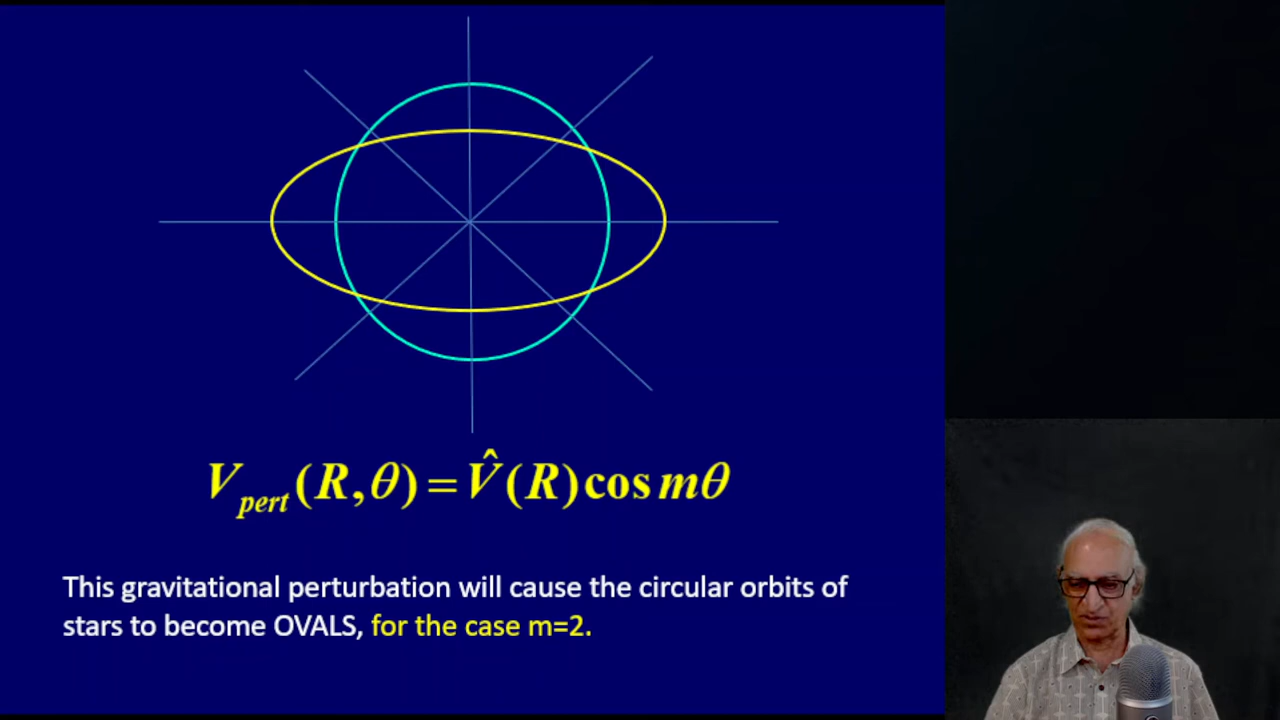 V_pert(R,θ) = V̂(R)cos mθ
This gravitational perturbation will cause the circular orbits of
stars to become OVALS, for the case m=2.